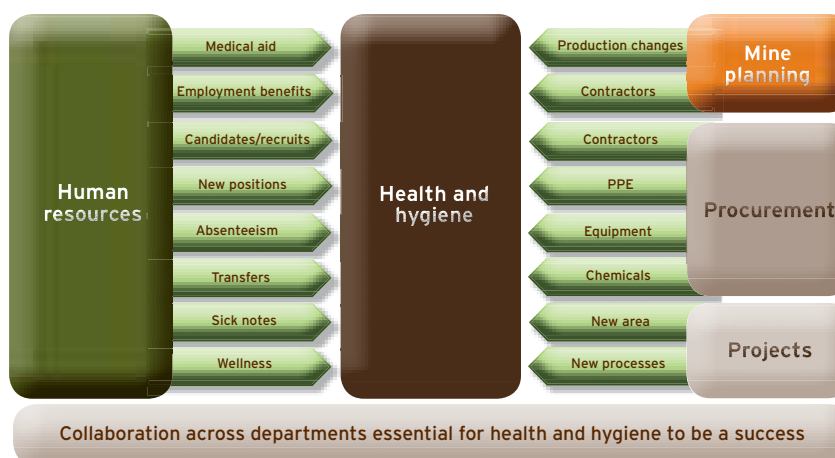 Human
resources
Medical aid
Employment benefits
Candidates/recruits
New positions
Absenteeism
Transfers
Sick notes
Wellness
Health and
hygiene
Production changes
Contractors
Contractors
PPE
Equipment
Chemicals
New area
New processes
Mine
planning
Procurement
Projects
Collaboration across departments essential for health and hygiene to be a success